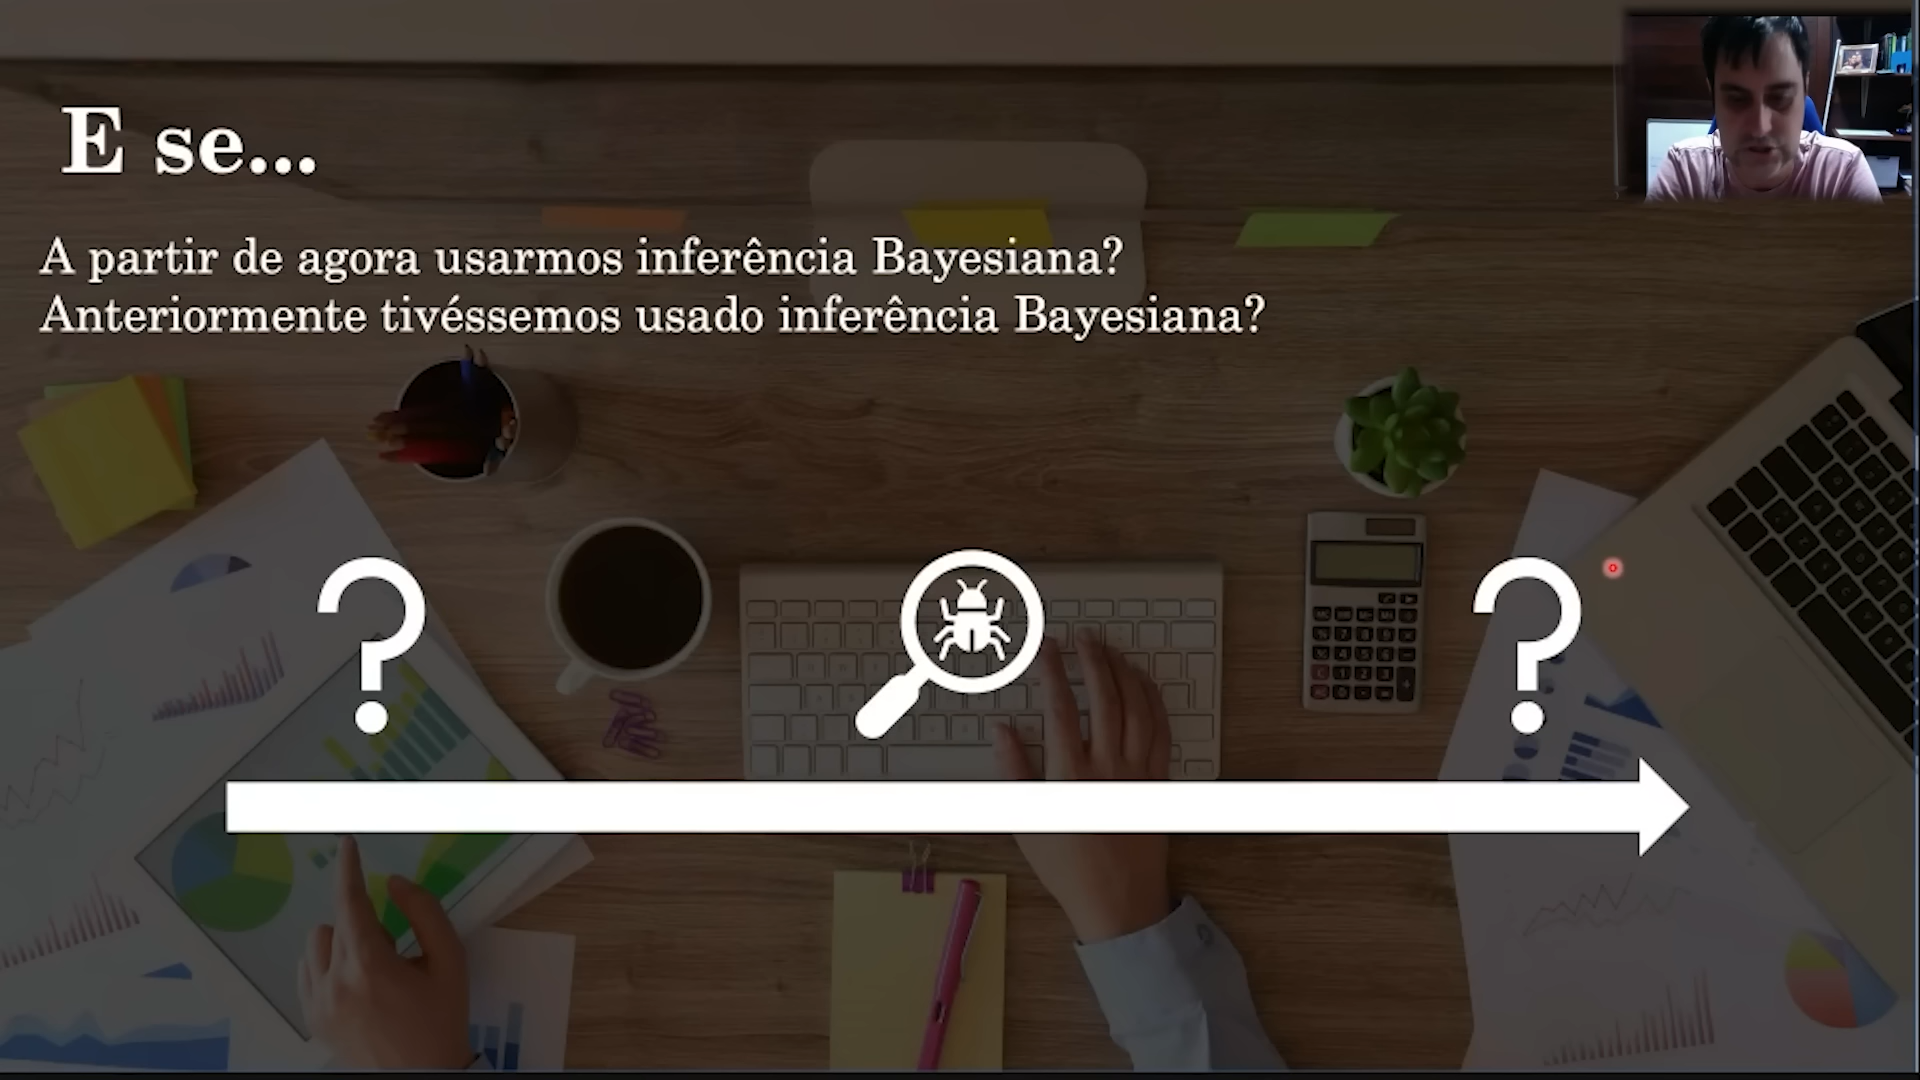 E se...
A partir de agora usarmos inferência Bayesiana?
Anteriormente tivéssemos usado inferência Bayesiana?